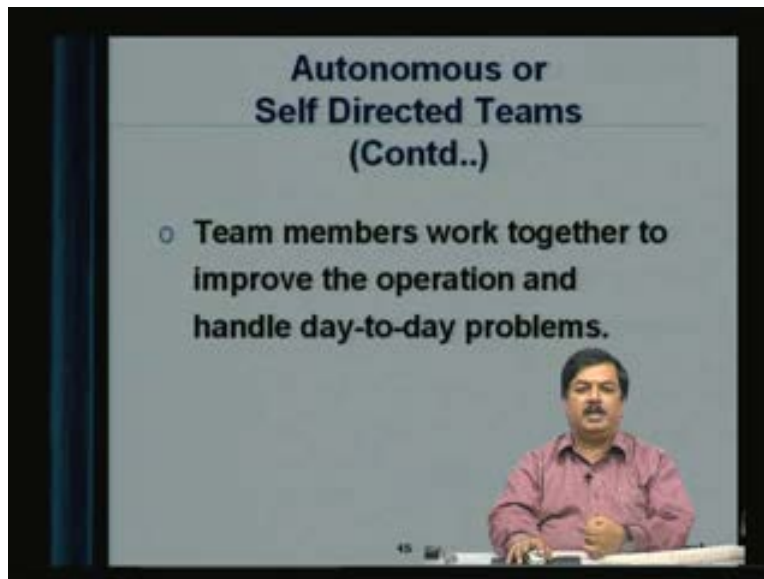 Autonomous or
Self Directed Teams
(Contd..)
o Team members work together to
improve the operation and
handle day-to-day problems.
45